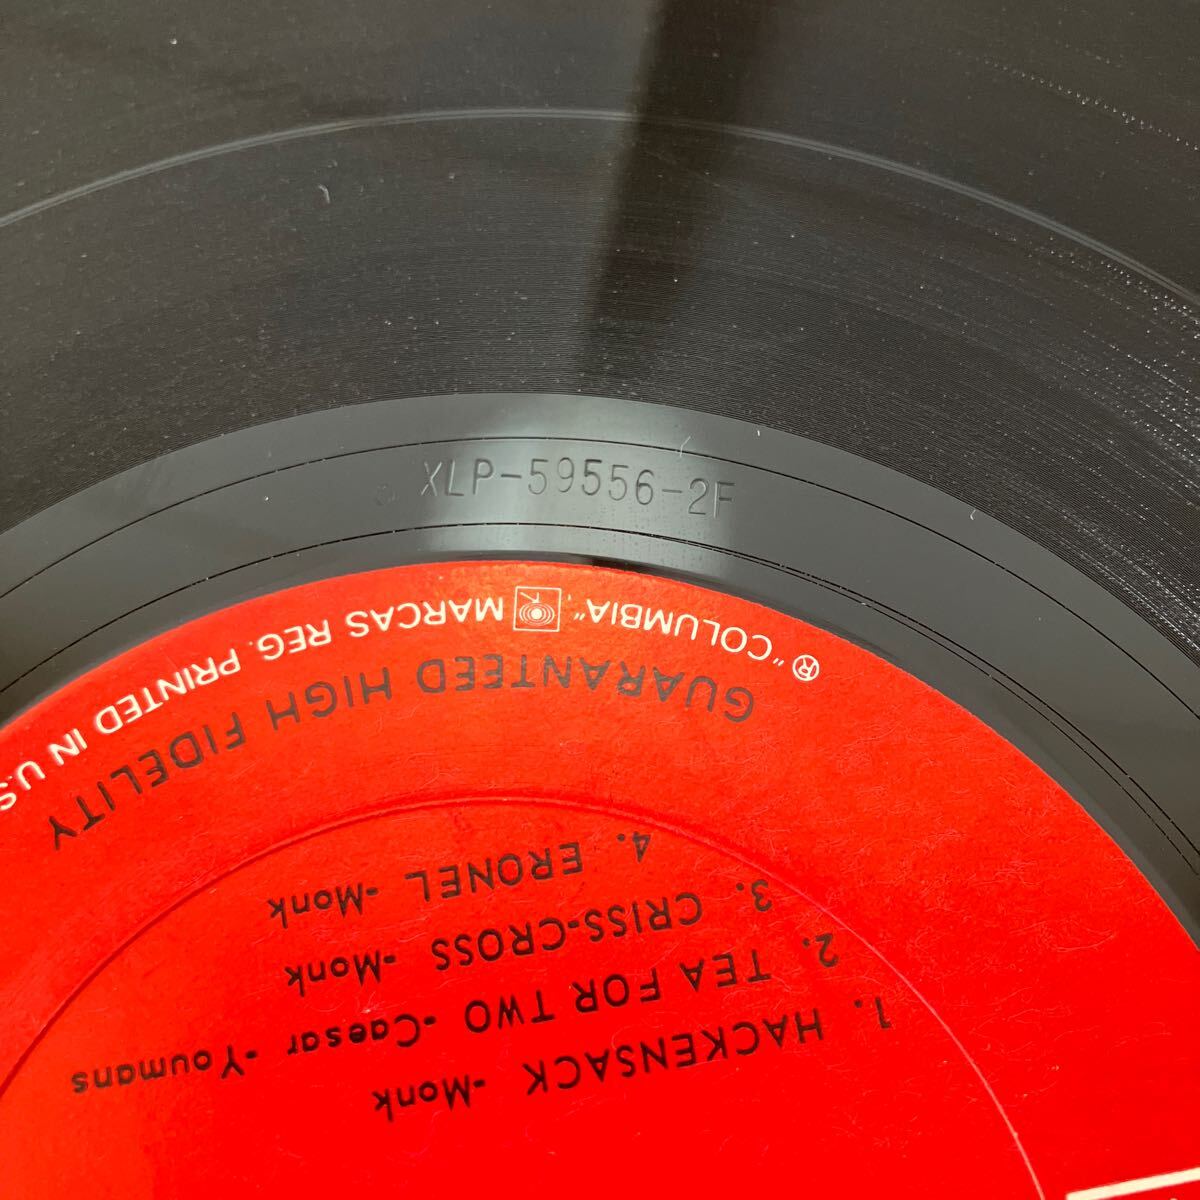 XLP-59556-2F
1. HACKENSACK -Monk
2. TEA FOR TWO -Caesar -Youmans
3. CRISS-CROSS -Monk
4. ERONEL -Monk
GUARANTEED HIGH FIDELITY
® "COLUMBIA", MARCAS REG. PRINTED IN U.S